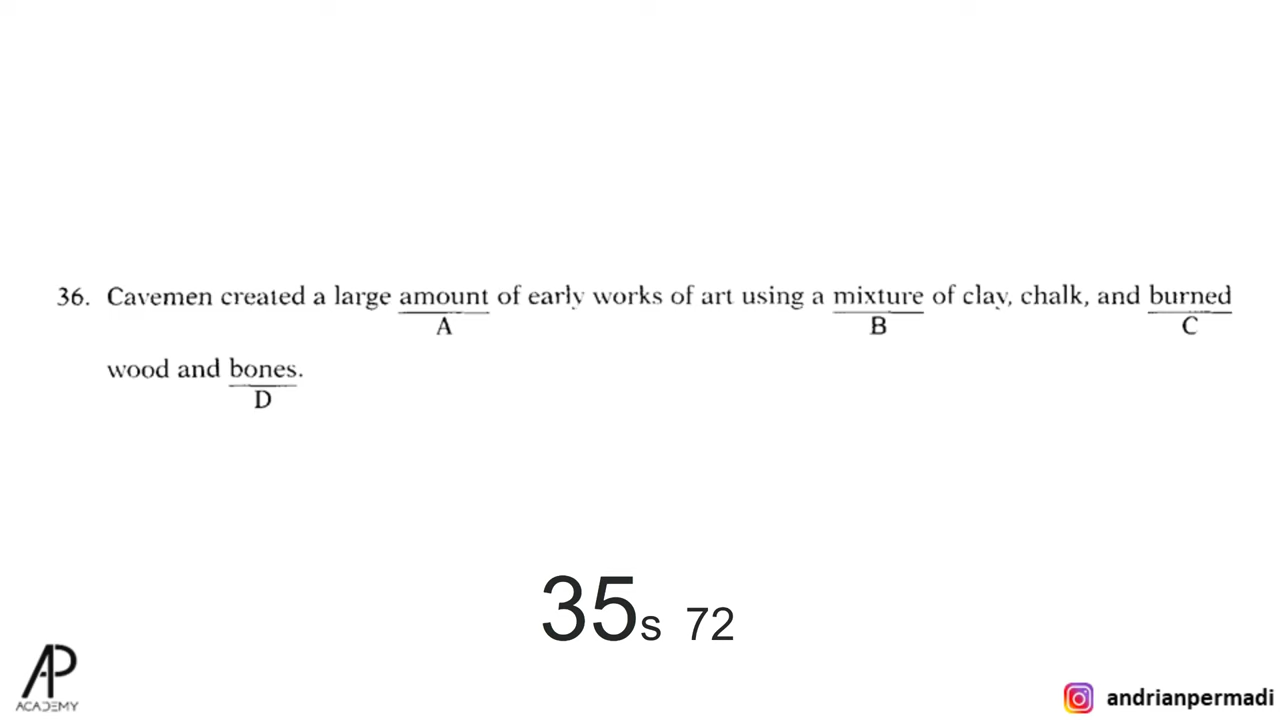 36. Cavemen created a large amount of early works of art using a mixture of clay, chalk, and burned
A B C
wood and bones.
D
35s 72
AP
ACADEMY
andrianpermadi